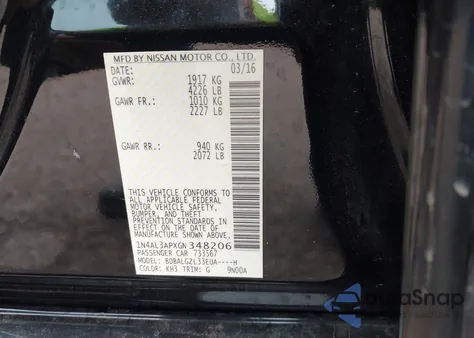 MFD BY NISSAN MOTOR CO., LTD.
DATE: 03/16
GVWR: 1917 KG
4226 LB
GAWR FR.: 1010 KG
2227 LB
GAWR RR.: 940 KG
2072 LB
THIS VEHICLE CONFORMS TO
ALL APPLICABLE FEDERAL
MOTOR VEHICLE SAFETY,
BUMPER, AND THEFT
PREVENTION STANDARDS IN
EFFECT ON THE DATE OF
MANUFACTURE SHOWN ABOVE.
1N4AL3APXGN348206
PASSENGER CAR 733567
MODEL: BDBALGZL33EUA----H
COLOR: KH3 TRIM: G 9N00A
AutoSnap